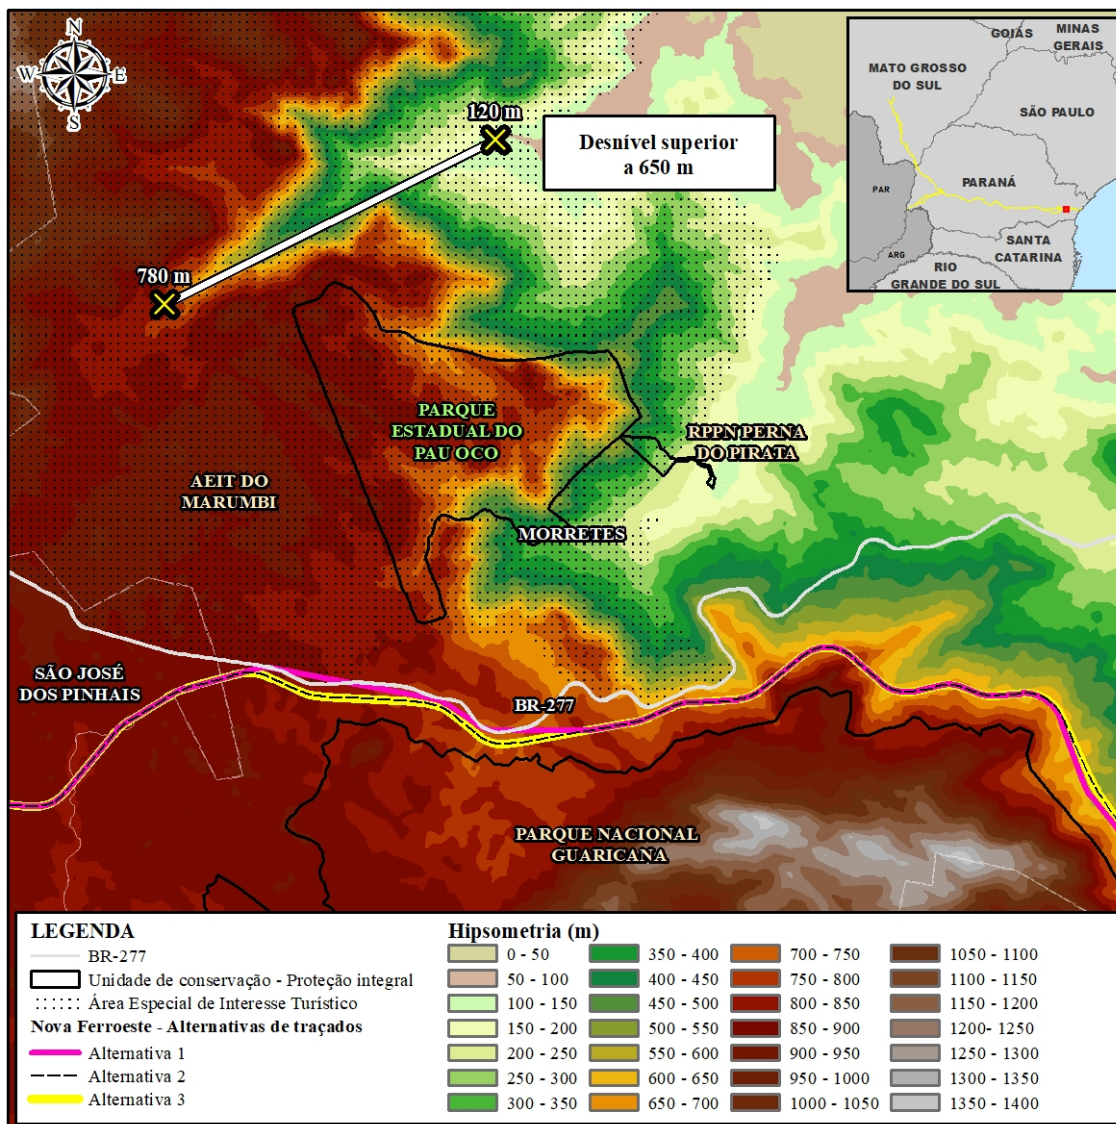 N
W
E
S
120 m
Desnível superior
a 650 m
780 m
GOIÁS
MINAS
GERAIS
MATO GROSSO
DO SUL
SÃO PAULO
PAR
PARANÁ
SANTA
CATARINA
ARG
RIO
GRANDE DO SUL
PARQUE
ESTADUAL DO
PAU OCO
RPPN PERNA
DO PIRATA
AEIT DO
MARUMBI
MORRETES
SÃO JOSÉ
DOS PINHAIS
BR-277
PARQUE NACIONAL
GUARICANA
LEGENDA
BR-277
Unidade de conservação - Proteção integral
Área Especial de Interesse Turístico
Nova Ferroeste - Alternativas de traçados
Alternativa 1
Alternativa 2
Alternativa 3
Hipsometria (m)
0 - 50
50 - 100
100 - 150
150 - 200
200 - 250
250 - 300
300 - 350
350 - 400
400 - 450
450 - 500
500 - 550
550 - 600
600 - 650
650 - 700
700 - 750
750 - 800
800 - 850
850 - 900
900 - 950
950 - 1000
1000 - 1050
1050 - 1100
1100 - 1150
1150 - 1200
1200- 1250
1250 - 1300
1300 - 1350
1350 - 1400